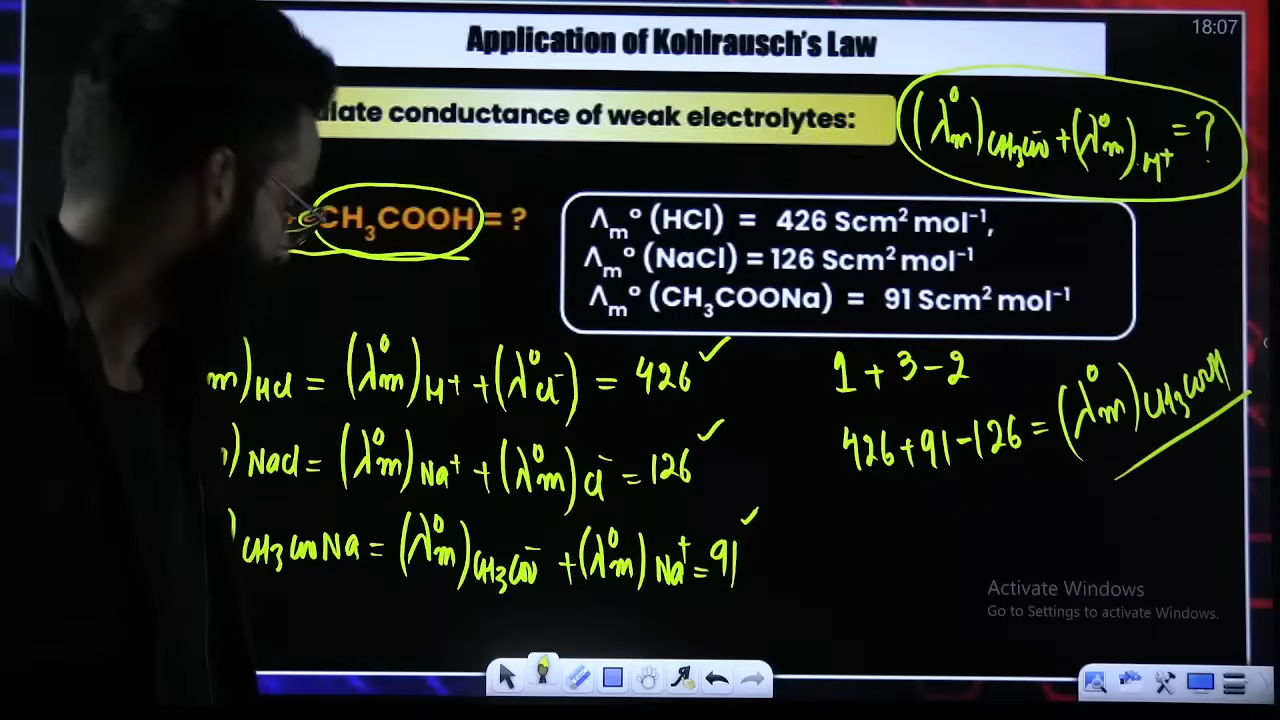 18:07
Application of Kohlrausch's Law
late conductance of weak electrolytes:
(λ°m)CH3COO⁻ + (λ°m)H⁺ = ?
CH₃COOH = ?
Λm° (HCl) = 426 Scm² mol⁻¹,
Λm° (NaCl) = 126 Scm² mol⁻¹
Λm° (CH₃COONa) = 91 Scm² mol⁻¹
m)HCl = (λ°m)H⁺ + (λ°Cl⁻) = 426 ✓
)NaCl = (λ°m)Na⁺ + (λ°m)Cl⁻ = 126 ✓
)CH3COONa = (λ°m)CH3COO⁻ + (λ°m)Na⁺ = 91 ✓
1 + 3 - 2
426 + 91 - 126 = (λ°m)CH3COOH
Activate Windows
Go to Settings to activate Windows.